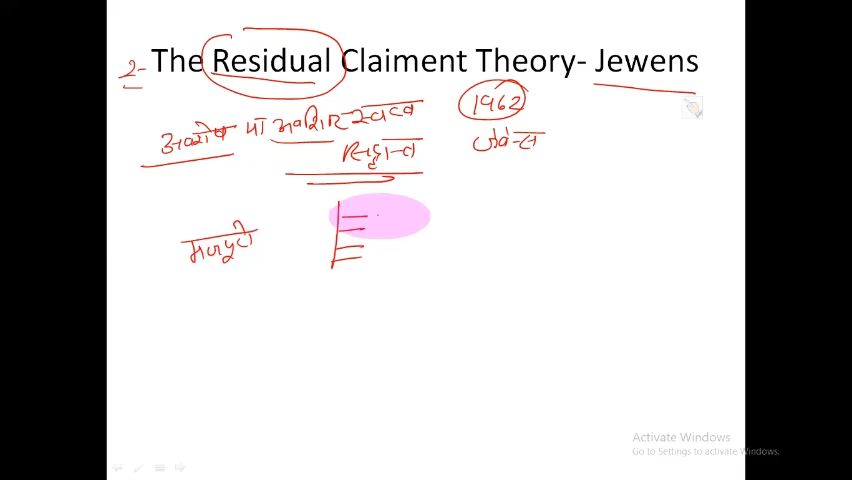 2- The Residual Claiment Theory- Jewens
1962
अवशेष या अवशिष्ट स्वत्व
सिद्धान्त
जेवन्स
मजदूरी
Activate Windows
Go to Settings to activate Windows.